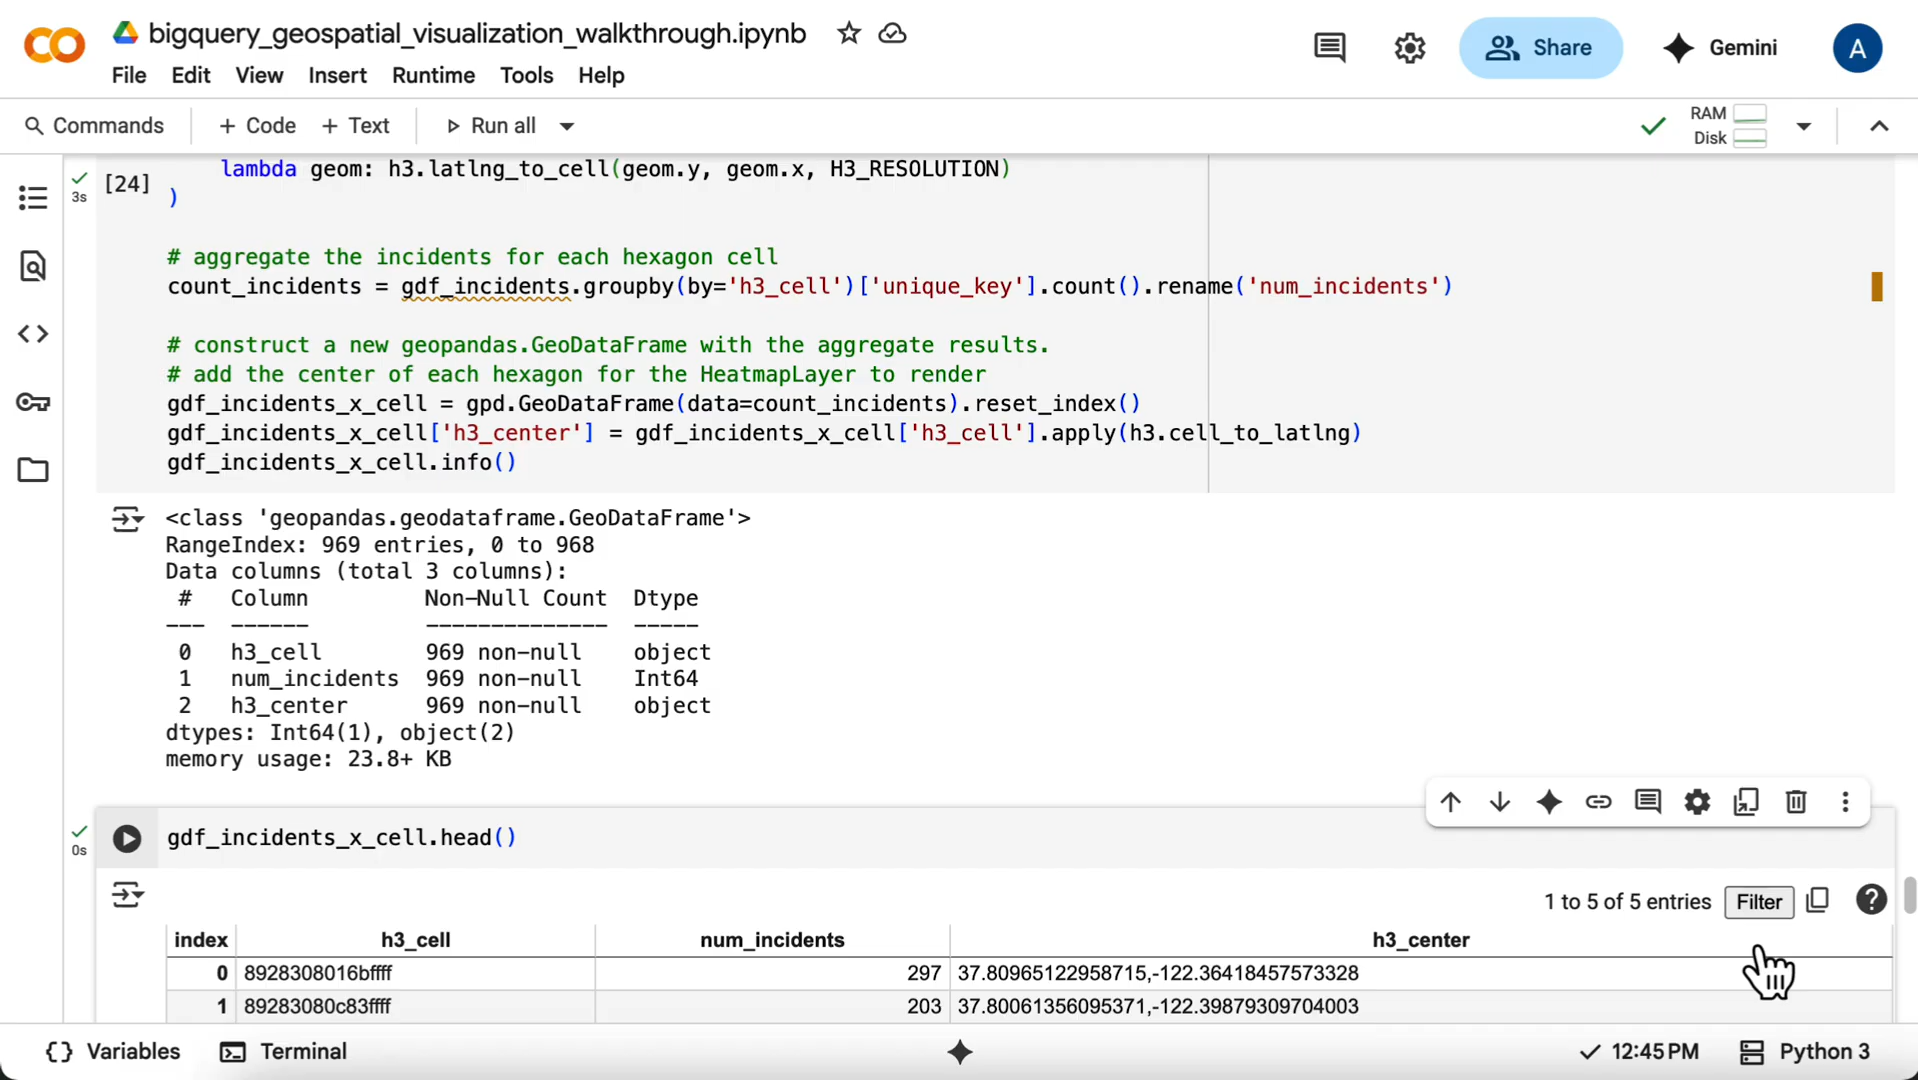 bigquery_geospatial_visualization_walkthrough.ipynb
File Edit View Insert Runtime Tools Help
Share
Gemini
A
Commands
+ Code + Text
Run all
RAM
Disk
3s
[24]
lambda geom: h3.latlng_to_cell(geom.y, geom.x, H3_RESOLUTION)
)
# aggregate the incidents for each hexagon cell
count_incidents = gdf_incidents.groupby(by='h3_cell')['unique_key'].count().rename('num_incidents')
# construct a new geopandas.GeoDataFrame with the aggregate results.
# add the center of each hexagon for the HeatmapLayer to render
gdf_incidents_x_cell = gpd.GeoDataFrame(data=count_incidents).reset_index()
gdf_incidents_x_cell['h3_center'] = gdf_incidents_x_cell['h3_cell'].apply(h3.cell_to_latlng)
gdf_incidents_x_cell.info()
<class 'geopandas.geodataframe.GeoDataFrame'>
RangeIndex: 969 entries, 0 to 968
Data columns (total 3 columns):
# Column Non-Null Count Dtype
--- ------ -------------- -----
0 h3_cell 969 non-null object
1 num_incidents 969 non-null Int64
2 h3_center 969 non-null object
dtypes: Int64(1), object(2)
memory usage: 23.8+ KB
0s
gdf_incidents_x_cell.head()
1 to 5 of 5 entries Filter
index h3_cell num_incidents h3_center
0 8928308016bffff 297 37.80965122958715,-122.36418457573328
1 89283080c83ffff 203 37.80061356095371,-122.39879309704003
{} Variables
Terminal
12:45 PM
Python 3